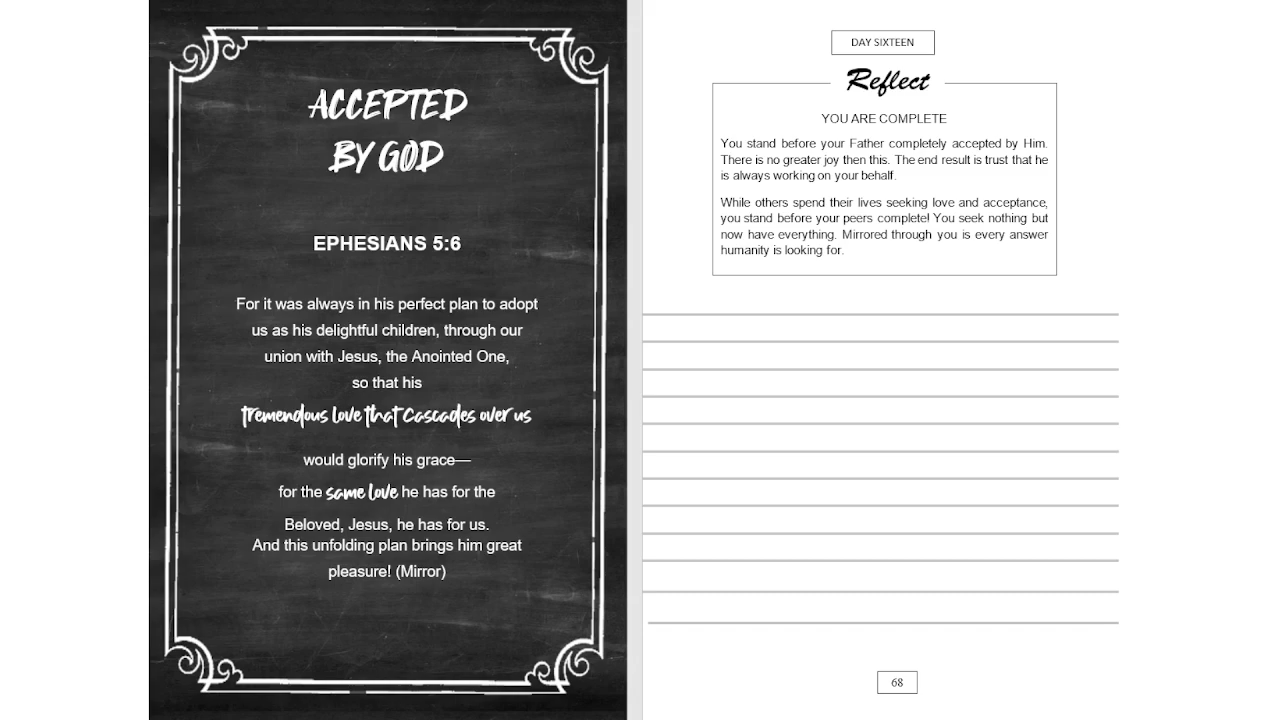 ACCEPTED
BY GOD
EPHESIANS 5:6
For it was always in his perfect plan to adopt
us as his delightful children, through our
union with Jesus, the Anointed One,
so that his
tremendous love that Cascades over us
would glorify his grace—
for the same love he has for the
Beloved, Jesus, he has for us.
And this unfolding plan brings him great
pleasure! (Mirror)
DAY SIXTEEN
Reflect
YOU ARE COMPLETE
You stand before your Father completely accepted by Him.
There is no greater joy then this. The end result is trust that he
is always working on your behalf.
While others spend their lives seeking love and acceptance,
you stand before your peers complete! You seek nothing but
now have everything. Mirrored through you is every answer
humanity is looking for.
68